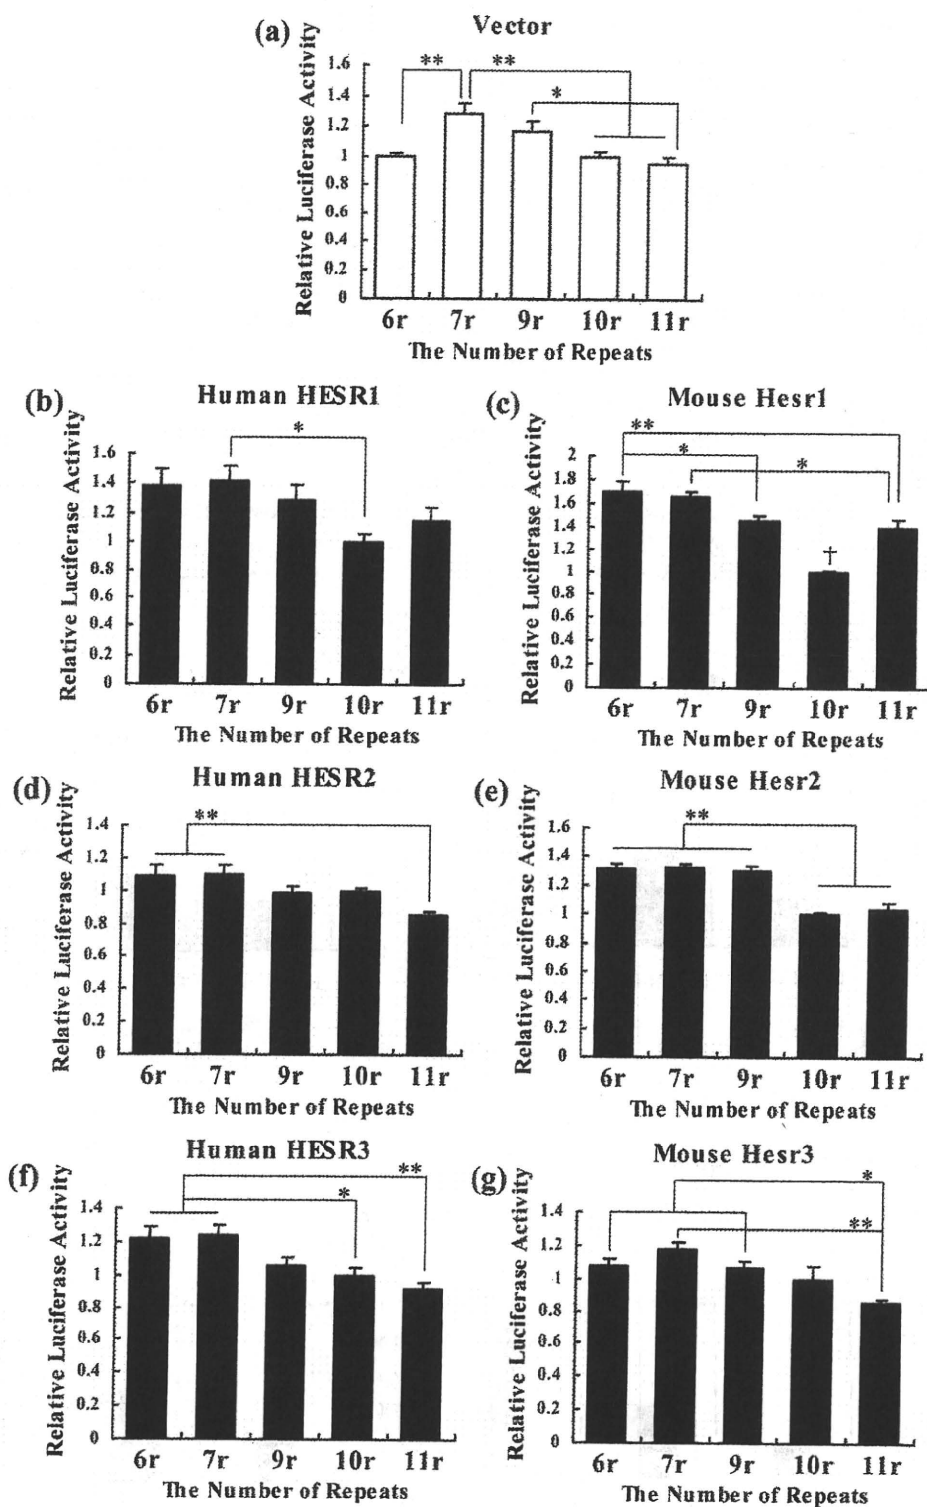 (a)
Vector
Relative Luciferase Activity
1.6
1.4
1.2
1
0.8
0.6
0.4
0.2
0
**
**
*
6r 7r 9r 10r 11r
The Number of Repeats
(b)
Human HESR1
Relative Luciferase Activity
1.6
1.4
1.2
1
0.8
0.6
0.4
0.2
0
*
6r 7r 9r 10r 11r
The Number of Repeats
(c)
Mouse Hesr1
Relative Luciferase Activity
2
1.8
1.6
1.4
1.2
1
0.8
0.6
0.4
0.2
0
**
*
*
†
6r 7r 9r 10r 11r
The Number of Repeats
(d)
Human HESR2
Relative Luciferase Activity
1.4
1.2
1
0.8
0.6
0.4
0.2
0
**
6r 7r 9r 10r 11r
The Number of Repeats
(e)
Mouse Hesr2
Relative Luciferase Activity
1.6
1.4
1.2
1
0.8
0.6
0.4
0.2
0
**
6r 7r 9r 10r 11r
The Number of Repeats
(f)
Human HESR3
Relative Luciferase Activity
1.4
1.2
1
0.8
0.6
0.4
0.2
0
**
*
6r 7r 9r 10r 11r
The Number of Repeats
(g)
Mouse Hesr3
Relative Luciferase Activity
1.4
1.2
1
0.8
0.6
0.4
0.2
0
*
**
6r 7r 9r 10r 11r
The Number of Repeats